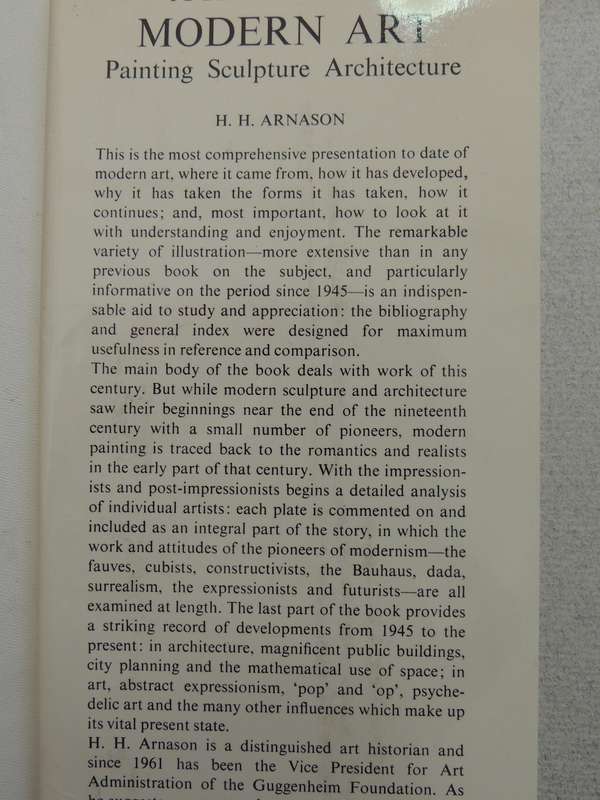 MODERN ART
Painting Sculpture Architecture
H. H. ARNASON
This is the most comprehensive presentation to date of
modern art, where it came from, how it has developed,
why it has taken the forms it has taken, how it
continues; and, most important, how to look at it
with understanding and enjoyment. The remarkable
variety of illustration—more extensive than in any
previous book on the subject, and particularly
informative on the period since 1945—is an indispen-
sable aid to study and appreciation: the bibliography
and general index were designed for maximum
usefulness in reference and comparison.
The main body of the book deals with work of this
century. But while modern sculpture and architecture
saw their beginnings near the end of the nineteenth
century with a small number of pioneers, modern
painting is traced back to the romantics and realists
in the early part of that century. With the impression-
ists and post-impressionists begins a detailed analysis
of individual artists: each plate is commented on and
included as an integral part of the story, in which the
work and attitudes of the pioneers of modernism—the
fauves, cubists, constructivists, the Bauhaus, dada,
surrealism, the expressionists and futurists—are all
examined at length. The last part of the book provides
a striking record of developments from 1945 to the
present: in architecture, magnificent public buildings,
city planning and the mathematical use of space; in
art, abstract expressionism, 'pop' and 'op', psyche-
delic art and the many other influences which make up
its vital present state.
H. H. Arnason is a distinguished art historian and
since 1961 has been the Vice President for Art
Administration of the Guggenheim Foundation. As